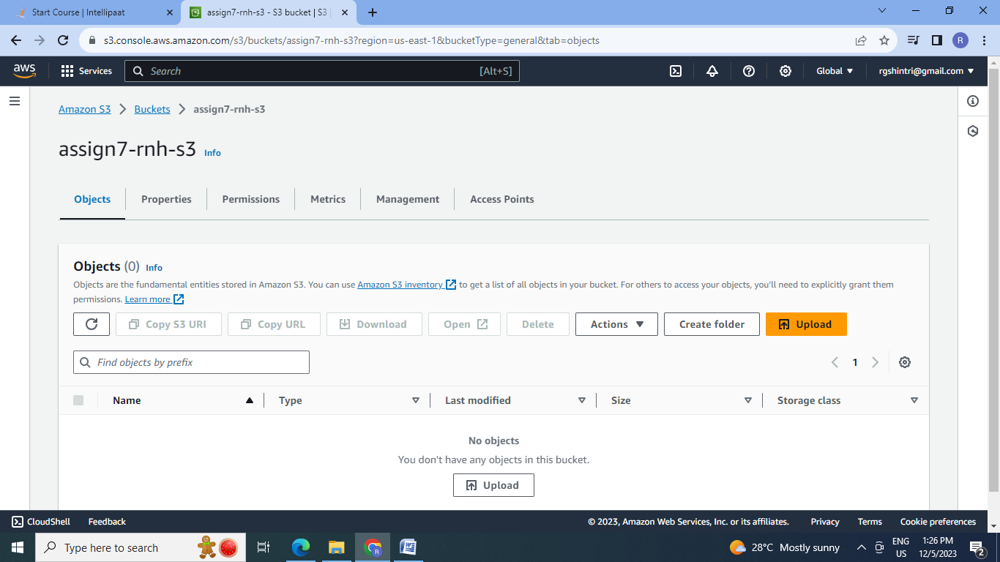 Start Course | Intellipaat
assign7-rnh-s3 - S3 bucket | S3 |
s3.console.aws.amazon.com/s3/buckets/assign7-rnh-s3?region=us-east-1&bucketType=general&tab=objects
R
aws
Services
Search
[Alt+S]
Global
rgshintri@gmail.com
Amazon S3
Buckets
assign7-rnh-s3
assign7-rnh-s3 Info
Objects
Properties
Permissions
Metrics
Management
Access Points
Objects (0) Info
Objects are the fundamental entities stored in Amazon S3. You can use Amazon S3 inventory to get a list of all objects in your bucket. For others to access your objects, you'll need to explicitly grant them
permissions. Learn more
Copy S3 URI
Copy URL
Download
Open
Delete
Actions
Create folder
Upload
Find objects by prefix
1
Name
Type
Last modified
Size
Storage class
No objects
You don't have any objects in this bucket.
Upload
CloudShell
Feedback
© 2023, Amazon Web Services, Inc. or its affiliates.
Privacy
Terms
Cookie preferences
Type here to search
R
W
28°C Mostly sunny
ENG
US
1:26 PM
12/5/2023
2